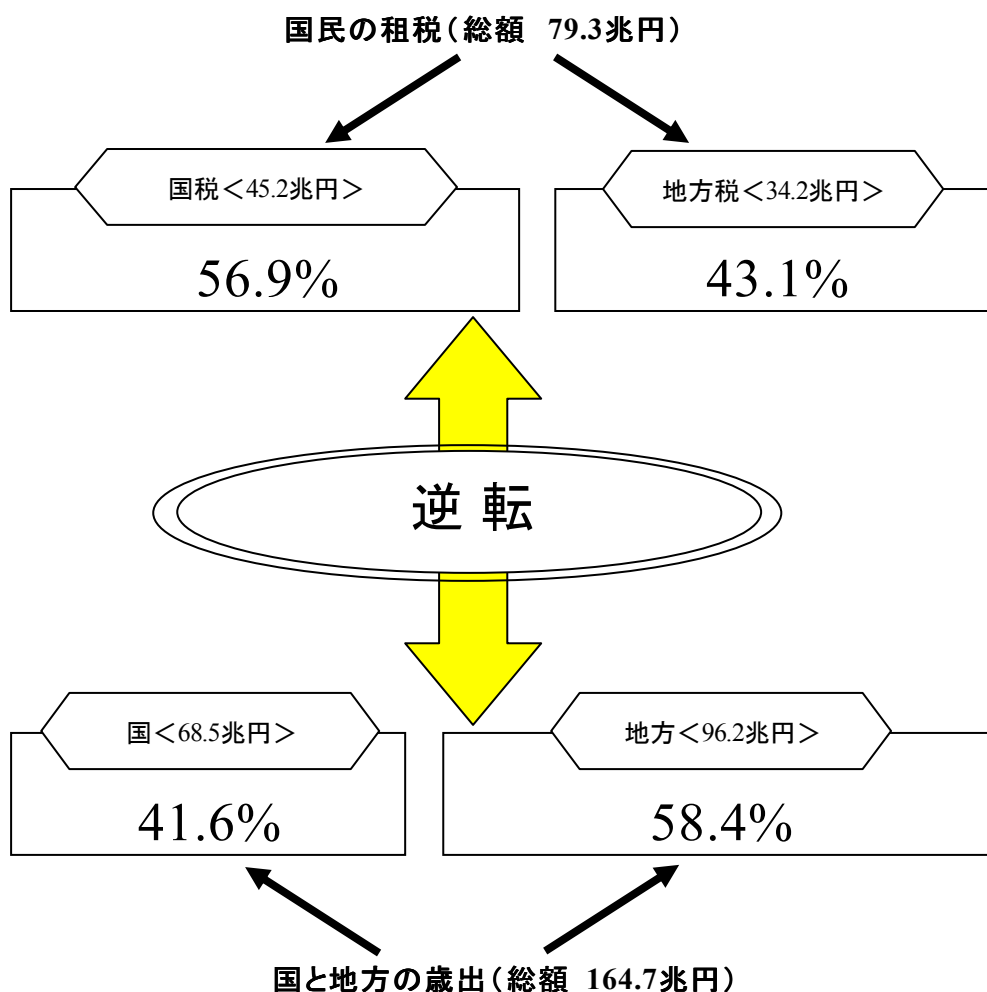 国民の租税（総額 79.3兆円）
国税＜45.2兆円＞
56.9%
地方税＜34.2兆円＞
43.1%
逆 転
国＜68.5兆円＞
41.6%
地方＜96.2兆円＞
58.4%
国と地方の歳出（総額 164.7兆円）